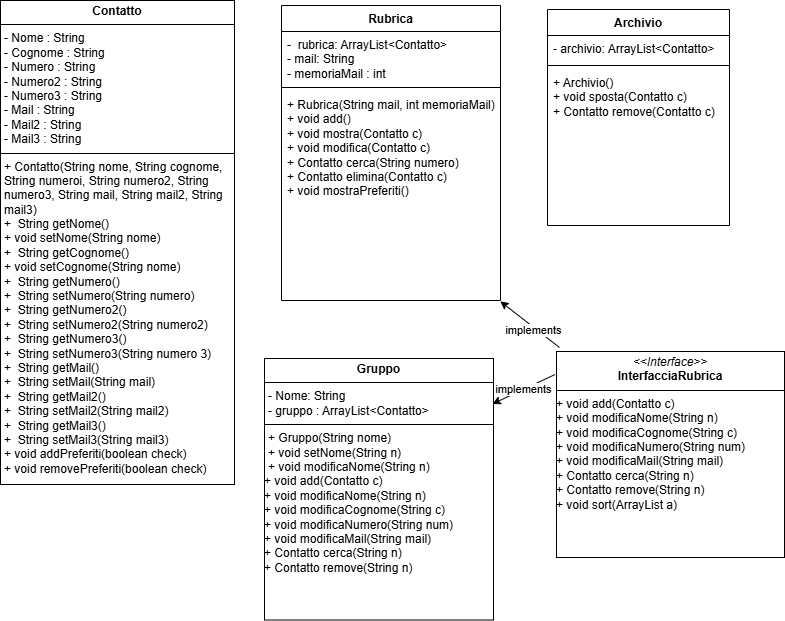 Contatto
- Nome : String
- Cognome : String
- Numero : String
- Numero2 : String
- Numero3 : String
- Mail : String
- Mail2 : String
- Mail3 : String
+ Contatto(String nome, String cognome,
String numeroi, String numero2, String
numero3, String mail, String mail2, String
mail3)
+  String getNome()
+ void setNome(String nome)
+  String getCognome()
+ void setCognome(String nome)
+  String getNumero()
+  String setNumero(String numero)
+  String getNumero2()
+  String setNumero2(String numero2)
+  String getNumero3()
+  String setNumero3(String numero 3)
+  String getMail()
+  String setMail(String mail)
+  String getMail2()
+  String setMail2(String mail2)
+  String getMail3()
+  String setMail3(String mail3)
+ void addPreferiti(boolean check)
+ void removePreferiti(boolean check)
Rubrica
-  rubrica: ArrayList<Contatto>
- mail: String
- memoriaMail : int
+ Rubrica(String mail, int memoriaMail)
+ void add()
+ void mostra(Contatto c)
+ void modifica(Contatto c)
+ Contatto cerca(String numero)
+ Contatto elimina(Contatto c)
+ void mostraPreferiti()
Archivio
- archivio: ArrayList<Contatto>
+ Archivio()
+ void sposta(Contatto c)
+ Contatto remove(Contatto c)
implements
implements
Gruppo
- Nome: String
- gruppo : ArrayList<Contatto>
+ Gruppo(String nome)
+ void setNome(String n)
+ void modificaNome(String n)
+ void add(Contatto c)
+ void modificaNome(String n)
+ void modificaCognome(String c)
+ void modificaNumero(String num)
+ void modificaMail(String mail)
+ Contatto cerca(String n)
+ Contatto remove(String n)
<<Interface>>
InterfacciaRubrica
+ void add(Contatto c)
+ void modificaNome(String n)
+ void modificaCognome(String c)
+ void modificaNumero(String num)
+ void modificaMail(String mail)
+ Contatto cerca(String n)
+ Contatto remove(String n)
+ void sort(ArrayList a)